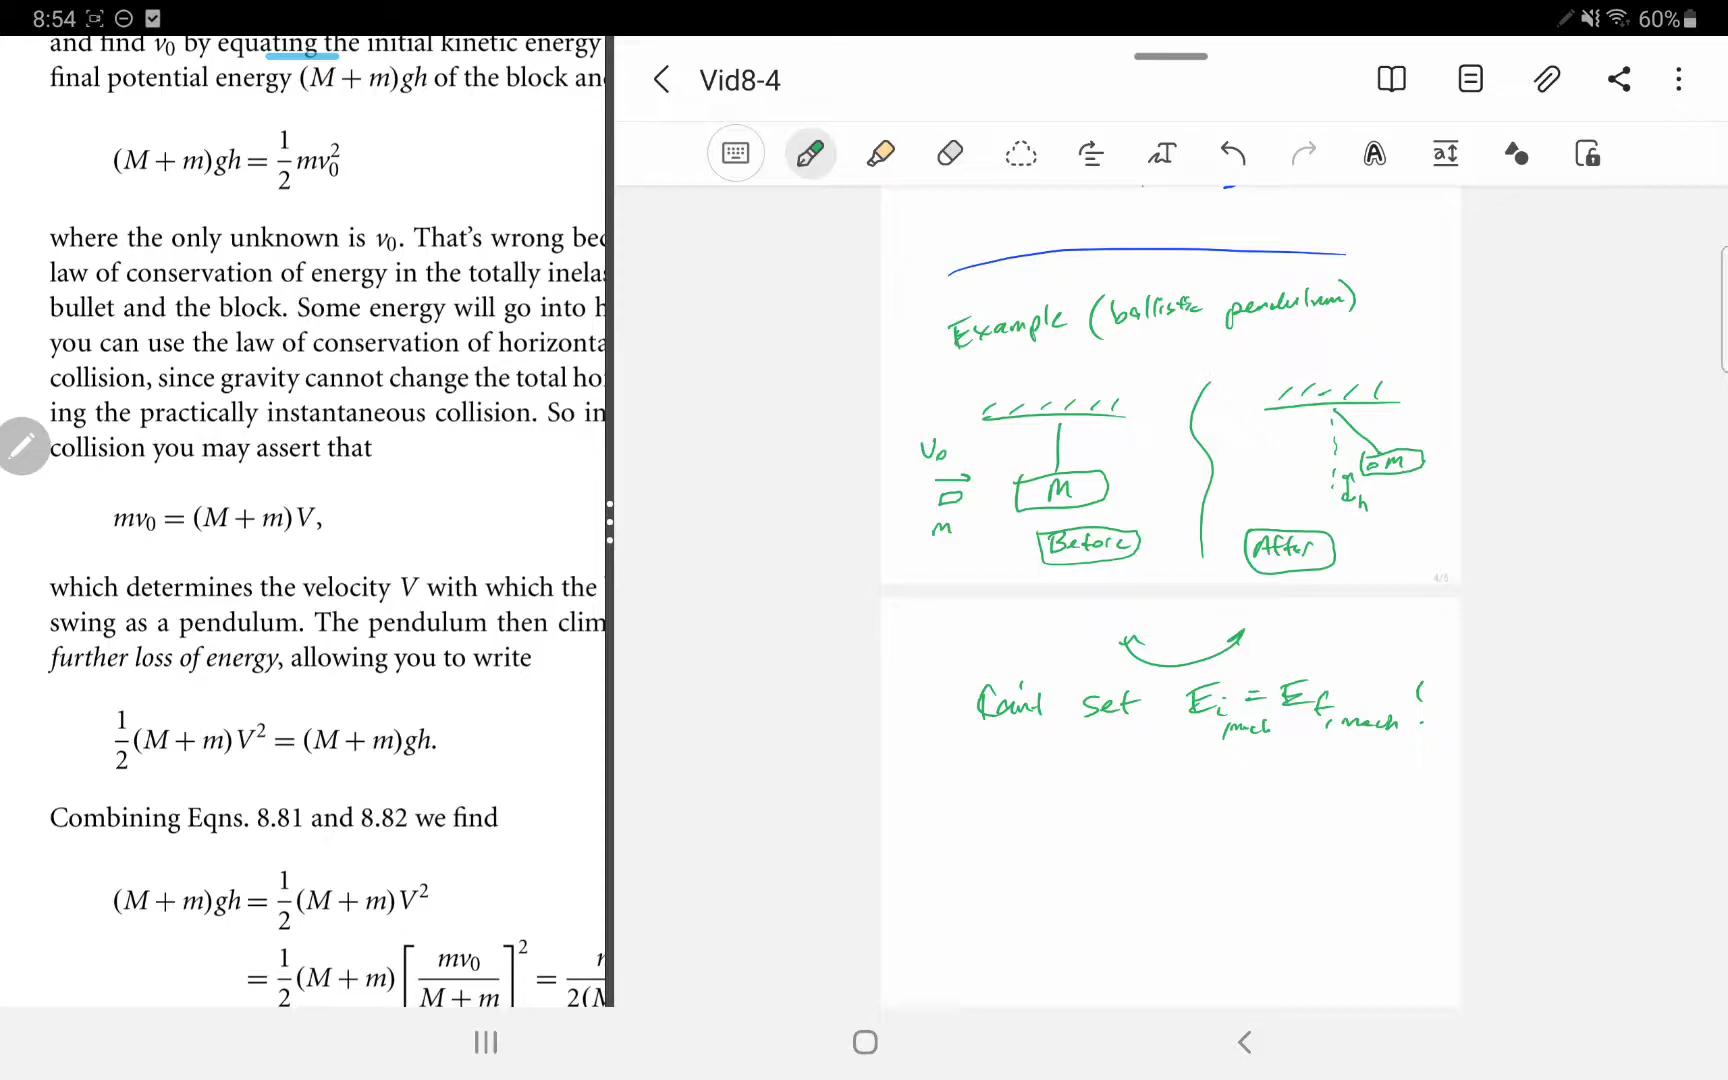 8:54
60%
and find v₀ by equating the initial kinetic energy
final potential energy (M + m)gh of the block an
(M + m)gh = 1/2 mv₀²
where the only unknown is v₀. That’s wrong bec
law of conservation of energy in the totally inela
bullet and the block. Some energy will go into h
you can use the law of conservation of horizonta
collision, since gravity cannot change the total ho
ing the practically instantaneous collision. So in
collision you may assert that
mv₀ = (M + m)V,
which determines the velocity V with which the
swing as a pendulum. The pendulum then clim
further loss of energy, allowing you to write
1/2 (M + m)V² = (M + m)gh.
Combining Eqns. 8.81 and 8.82 we find
(M + m)gh = 1/2 (M + m)V²
= 1/2 (M + m) [mv₀ / M + m]² =
2(M
Vid8-4
Example (ballistic pendulum)
v₀
m
M
Before
M
h
After
4/5
set E_i = E_f, mech !